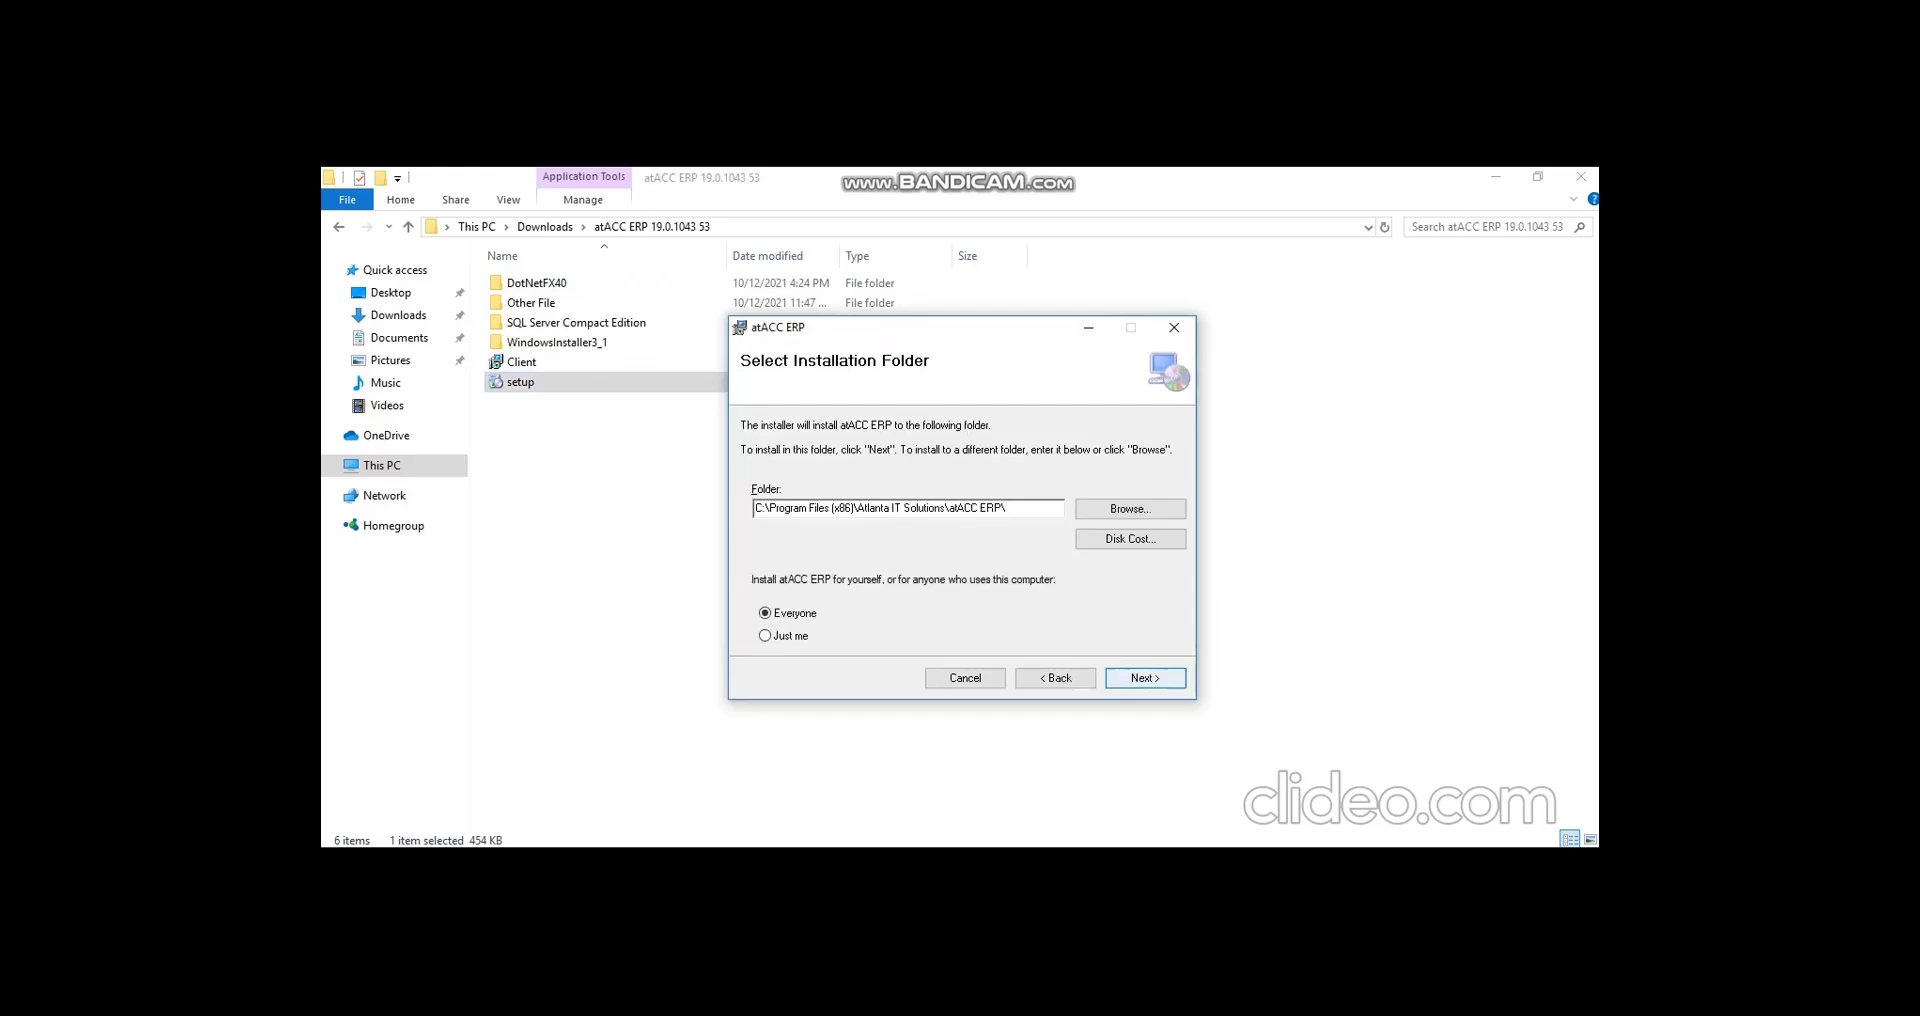 Application Tools
atACC ERP 19.0.1043 53
www.BANDICAM.com
File
Home
Share
View
Manage
This PC
Downloads
atACC ERP 19.0.1043 53
Search atACC ERP 19.0.1043 53
Name
Date modified
Type
Size
Quick access
Desktop
Downloads
Documents
Pictures
Music
Videos
OneDrive
This PC
Network
Homegroup
DotNetFX40 10/12/2021 4:24 PM File folder
Other File 10/12/2021 11:47 ... File folder
SQL Server Compact Edition
WindowsInstaller3_1
Client
setup
atACC ERP
Select Installation Folder
The installer will install atACC ERP to the following folder.
To install in this folder, click "Next". To install to a different folder, enter it below or click "Browse".
Folder:
C:\Program Files (x86)\Atlanta IT Solutions\atACC ERP\
Browse...
Disk Cost...
Install atACC ERP for yourself, or for anyone who uses this computer:
Everyone
Just me
Cancel
< Back
Next >
clideo.com
6 items 1 item selected 454 KB